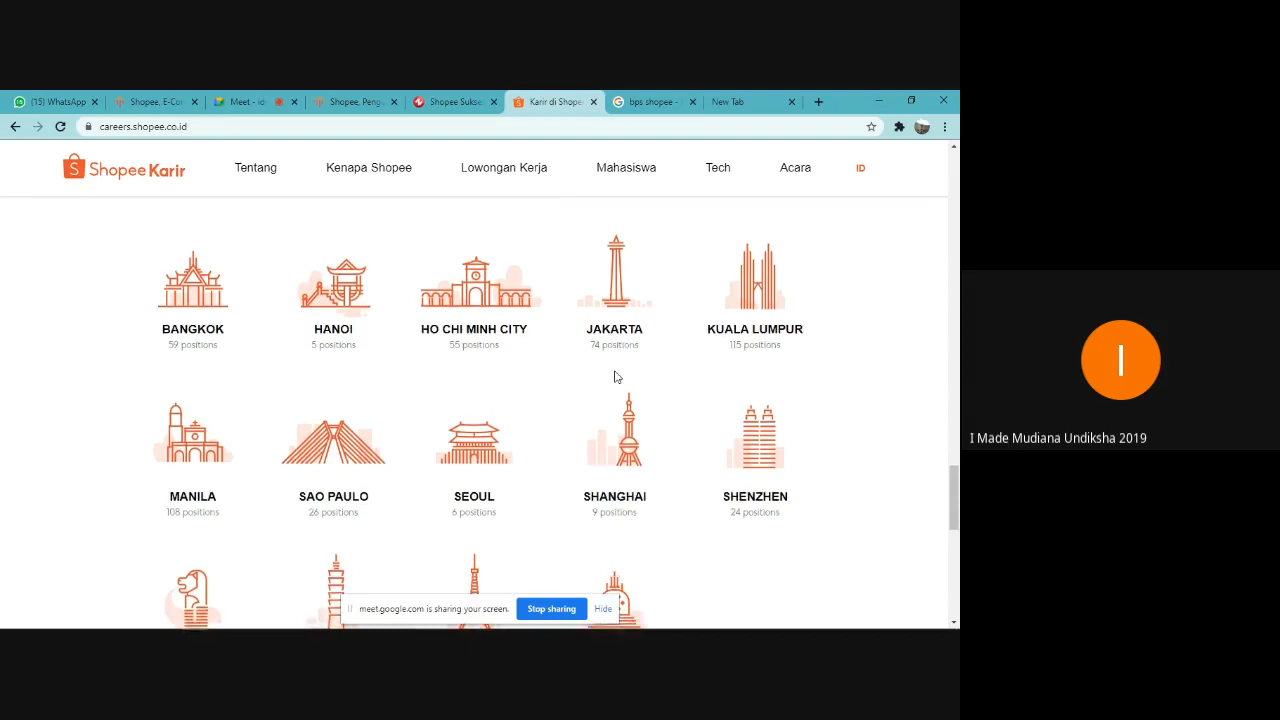 (15) WhatsApp
Shopee, E-Co
Meet - id
Shopee, Peng
Shopee Sukse
Karir di Shope
bps shopee -
New Tab
careers.shopee.co.id
Shopee Karir
Tentang
Kenapa Shopee
Lowongan Kerja
Mahasiswa
Tech
Acara
ID
BANGKOK
59 positions
HANOI
5 positions
HO CHI MINH CITY
55 positions
JAKARTA
74 positions
KUALA LUMPUR
115 positions
MANILA
108 positions
SAO PAULO
26 positions
SEOUL
6 positions
SHANGHAI
9 positions
SHENZHEN
24 positions
meet.google.com is sharing your screen.
Stop sharing
Hide
I
I Made Mudiana Undiksha 2019